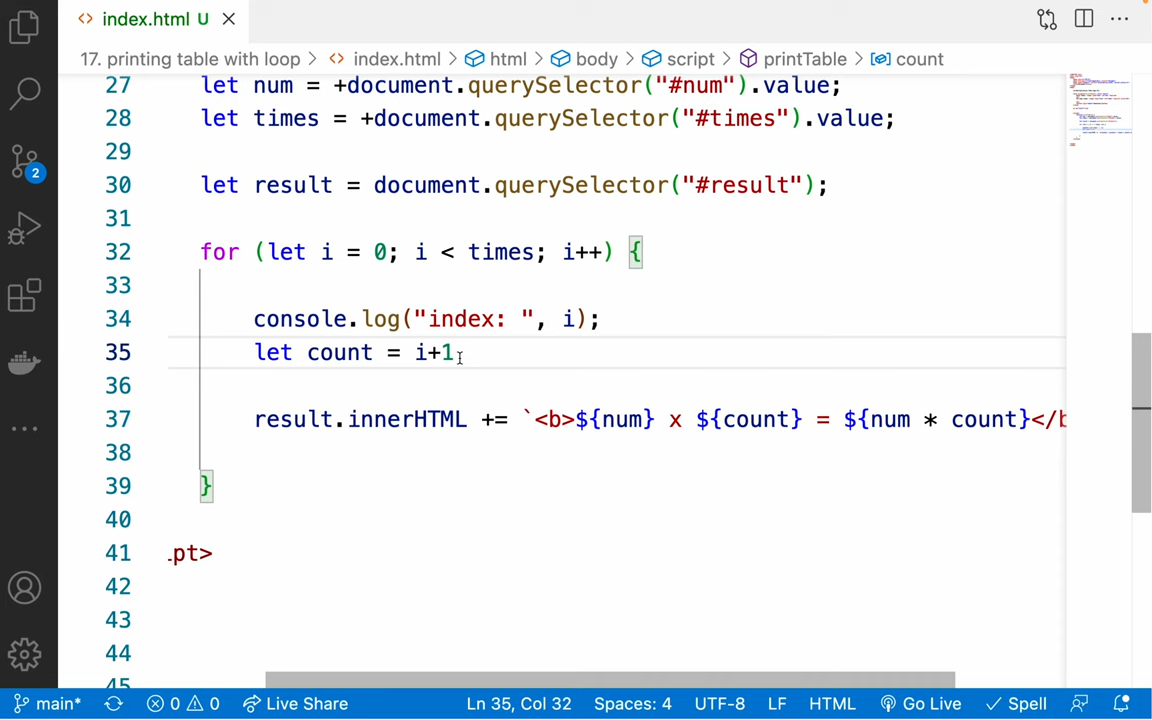 index.html U
17. printing table with loop > index.html > html > body > script > printTable > count
27 let num = +document.querySelector("#num").value;
28 let times = +document.querySelector("#times").value;
29
30 let result = document.querySelector("#result");
31
32 for (let i = 0; i < times; i++) {
33
34 console.log("index: ", i);
35 let count = i+1
36
37 result.innerHTML += `<b>${num} x ${count} = ${num * count}</b
38
39 }
40
41 .pt>
42
43
44
45
2
main* 0 0 Live Share Ln 35, Col 32 Spaces: 4 UTF-8 LF HTML Go Live Spell